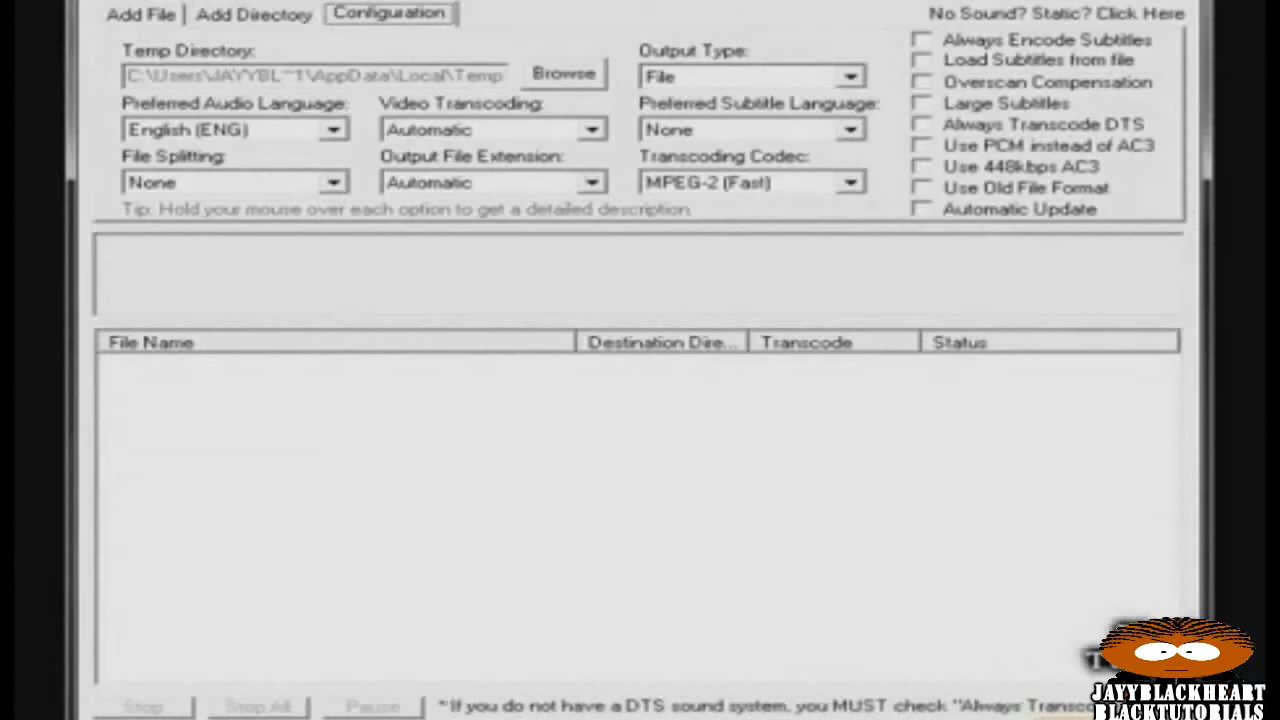 Add File | Add Directory Configuration
No Sound? Static? Click Here
Temp Directory:
C:\Users\JAYYBL~1\AppData\Local\Temp Browse
Output Type:
File
Preferred Audio Language:
English (ENG)
Video Transcoding:
Automatic
Preferred Subtitle Language:
None
File Splitting:
None
Output File Extension:
Automatic
Transcoding Codec:
MPEG-2 (Fast)
Tip: Hold your mouse over each option to get a detailed description.
Always Encode Subtitles
Load Subtitles from file
Overscan Compensation
Large Subtitles
Always Transcode DTS
Use PCM instead of AC3
Use 448kbps AC3
Use Old File Format
Automatic Update
File Name Destination Dire... Transcode Status
Stop Stop All Pause *If you do not have a DTS sound system, you MUST check "Always Transco
JAYYBLACKHEART
BLACKTUTORIALS